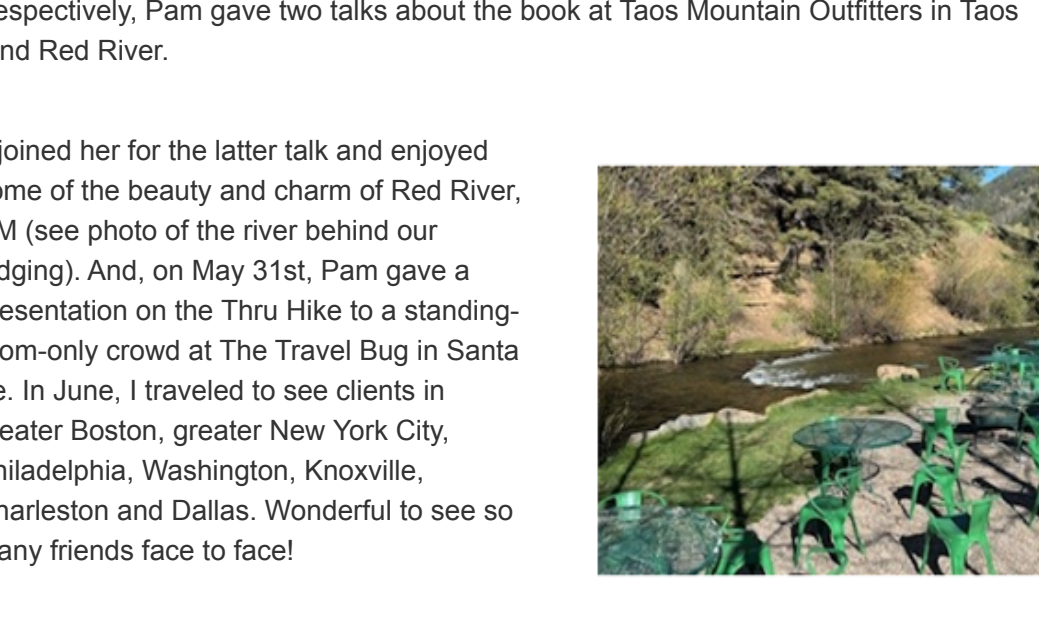 espectively, Pam gave two talks about the book at Taos Mountain Outfitters in Taos
nd Red River.
joined her for the latter talk and enjoyed
ome of the beauty and charm of Red River,
M (see photo of the river behind our
dging). And, on May 31st, Pam gave a
resentation on the Thru Hike to a standing-
oom-only crowd at The Travel Bug in Santa
e. In June, I traveled to see clients in
reater Boston, greater New York City,
hiladelphia, Washington, Knoxville,
harleston and Dallas. Wonderful to see so
any friends face to face!